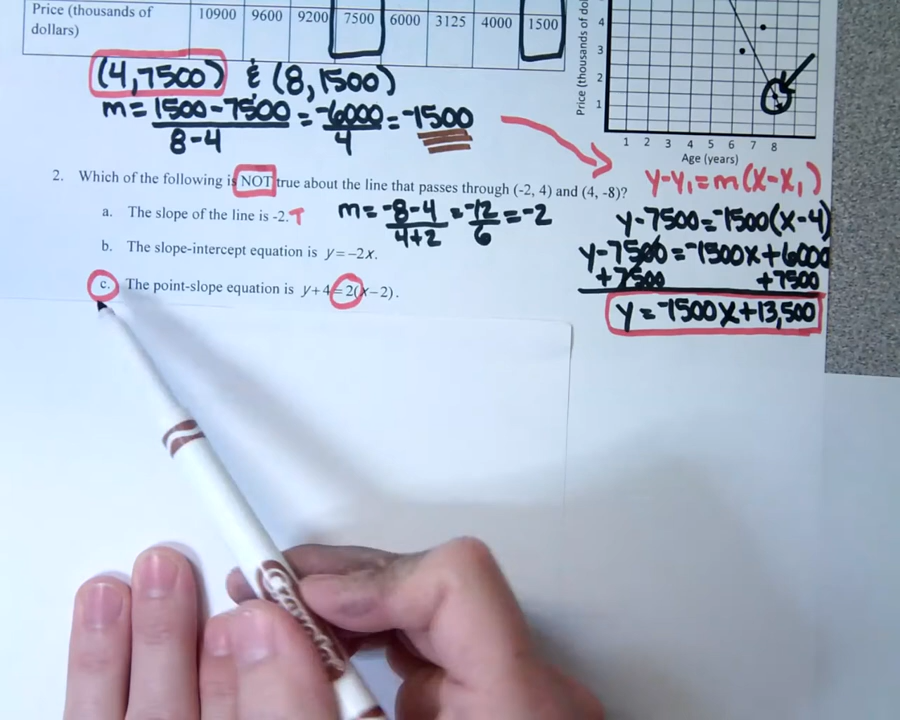 Price (thousands of dollars) 10900 9600 9200 7500 6000 3125 4000 1500
Price (thousands of do
4
3
2
1
1 2 3 4 5 6 7 8
Age (years)
(4,7500) & (8,1500)
m = 1500-7500/8-4 = -6000/4 = -1500
2. Which of the following is NOT true about the line that passes through (-2, 4) and (4, -8)?
a. The slope of the line is -2. T
m = -8-4/4+2 = -12/6 = -2
b. The slope-intercept equation is y = −2x.
c. The point-slope equation is y + 4 = 2(x − 2).
y-y₁=m(x-x₁)
y-7500=-1500(x-4)
y-7500=-1500x+6000
+7500 +7500
y = -1500x+13,500